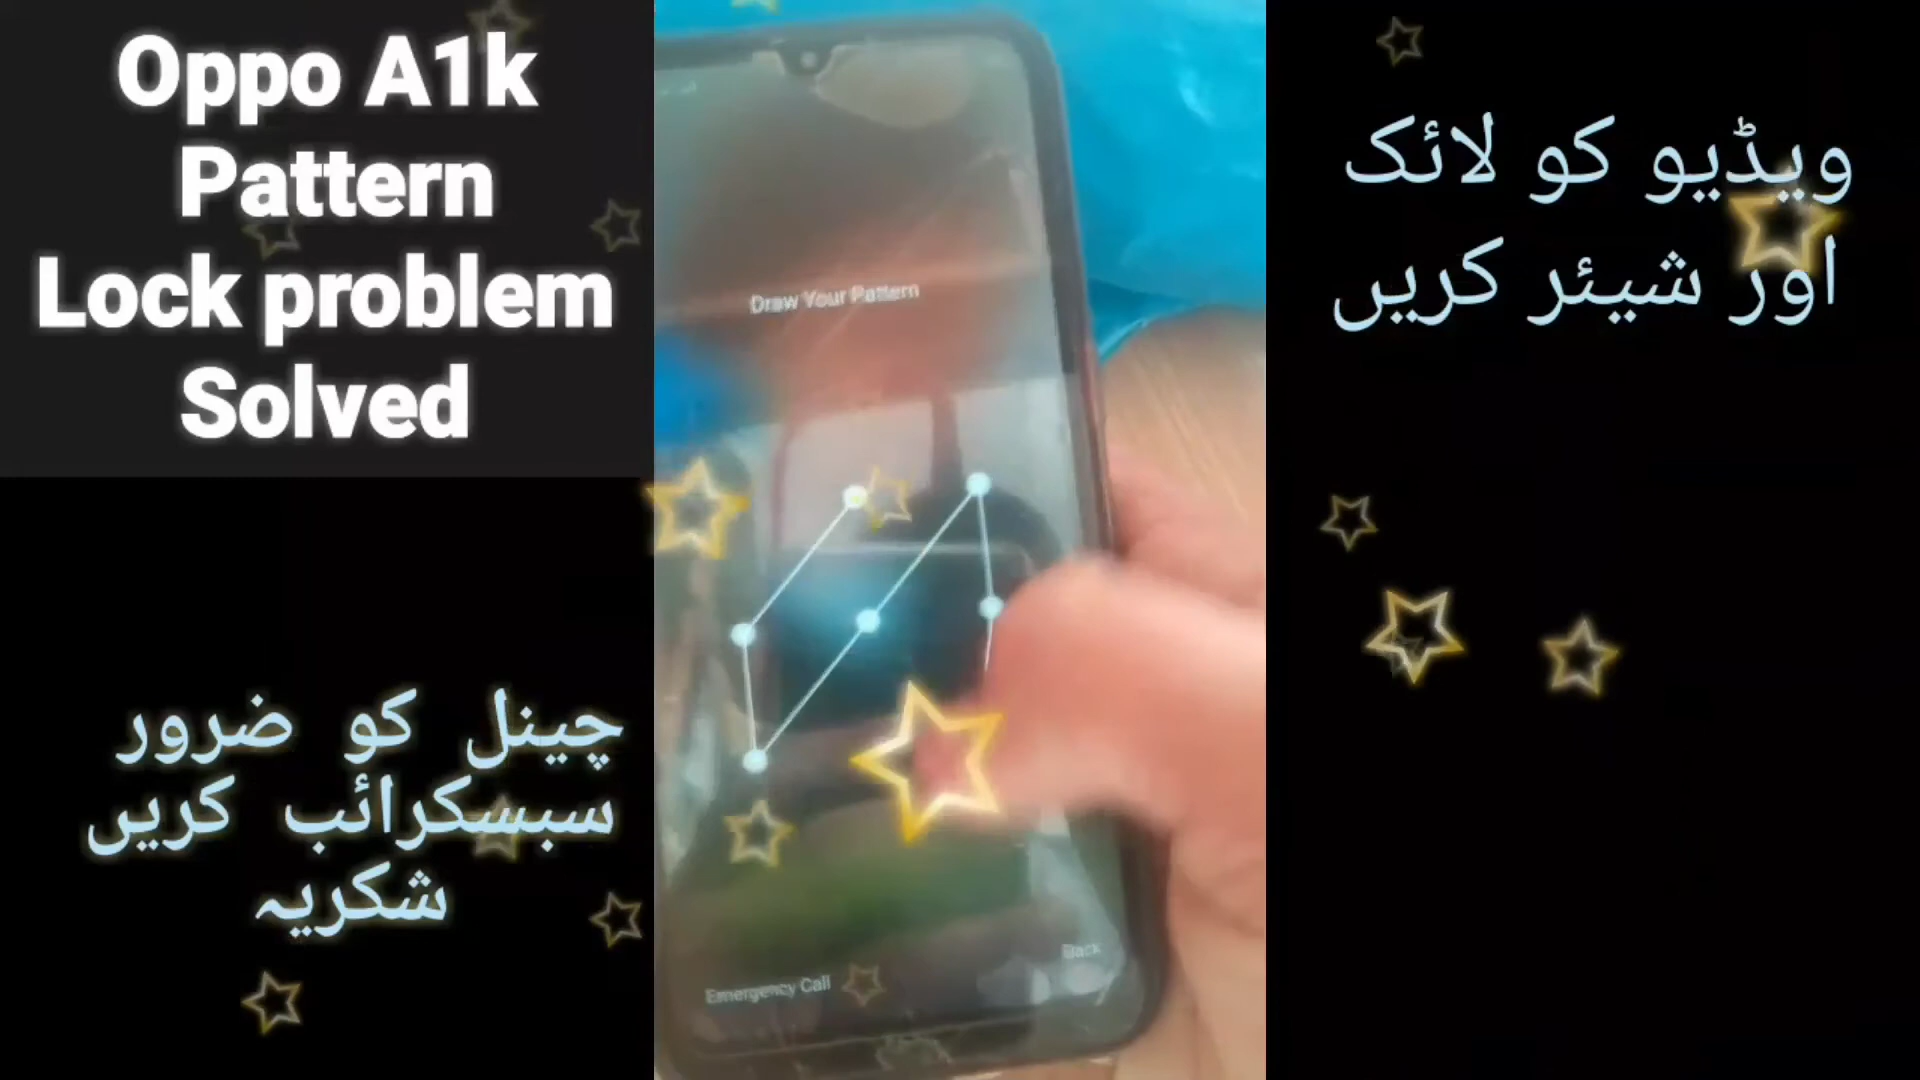 Oppo A1k
Pattern
Lock problem
Solved
چینل کو ضرور
سبسکرائب کریں
شکریہ
Draw Your Pattern
Emergency Call
Back
ویڈیو کو لائک
اور شیئر کریں